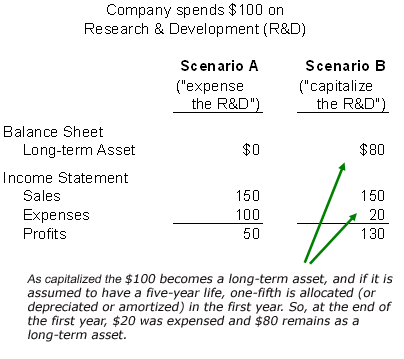 Company spends $100 on
Research & Development (R&D)
Scenario A Scenario B
("expense ("capitalize
the R&D") the R&D")
Balance Sheet
Long-term Asset $0 $80
Income Statement
Sales 150 150
Expenses 100 20
Profits 50 130
As capitalized the $100 becomes a long-term asset, and if it is
assumed to have a five-year life, one-fifth is allocated (or
depreciated or amortized) in the first year. So, at the end of
the first year, $20 was expensed and $80 remains as a
long-term asset.